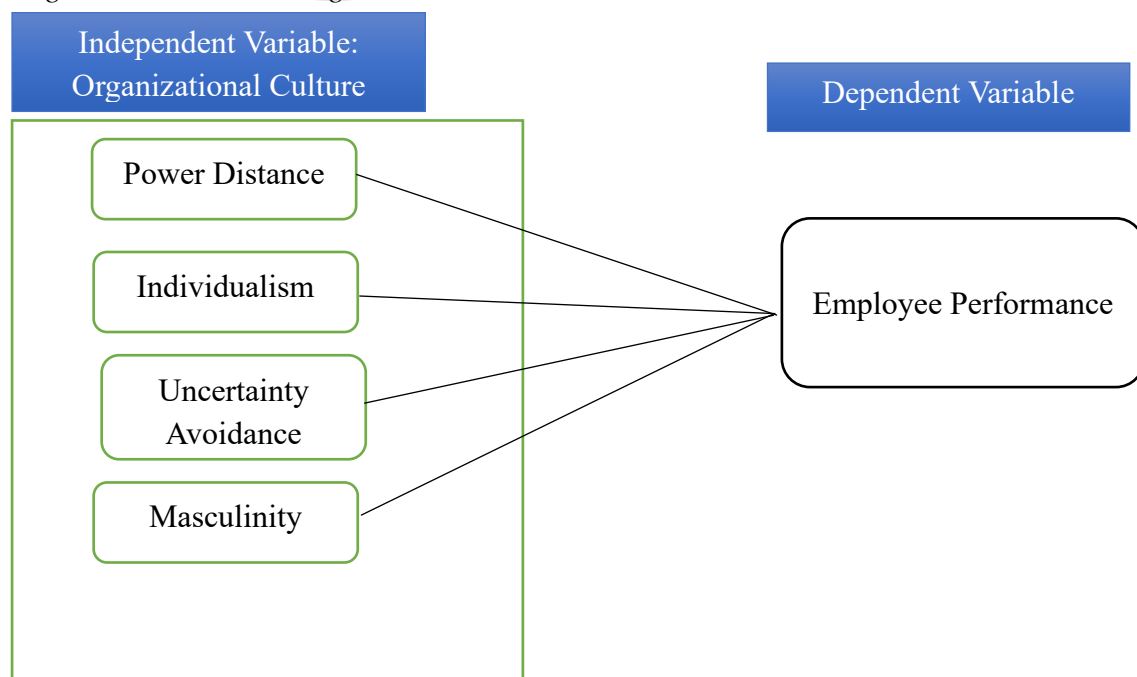 Independent Variable:
Organizational Culture
Dependent Variable
Power Distance
Individualism
Employee Performance
Uncertainty
Avoidance
Masculinity